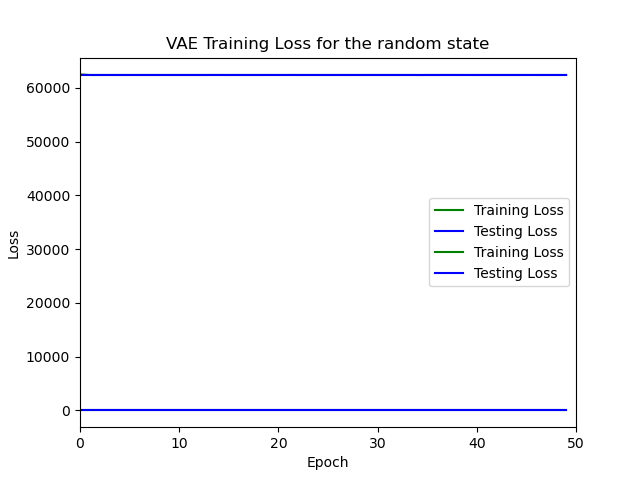 VAE Training Loss for the random state
60000
50000
40000
30000
20000
10000
0
Loss
Training Loss
Testing Loss
Training Loss
Testing Loss
0 10 20 30 40 50
Epoch